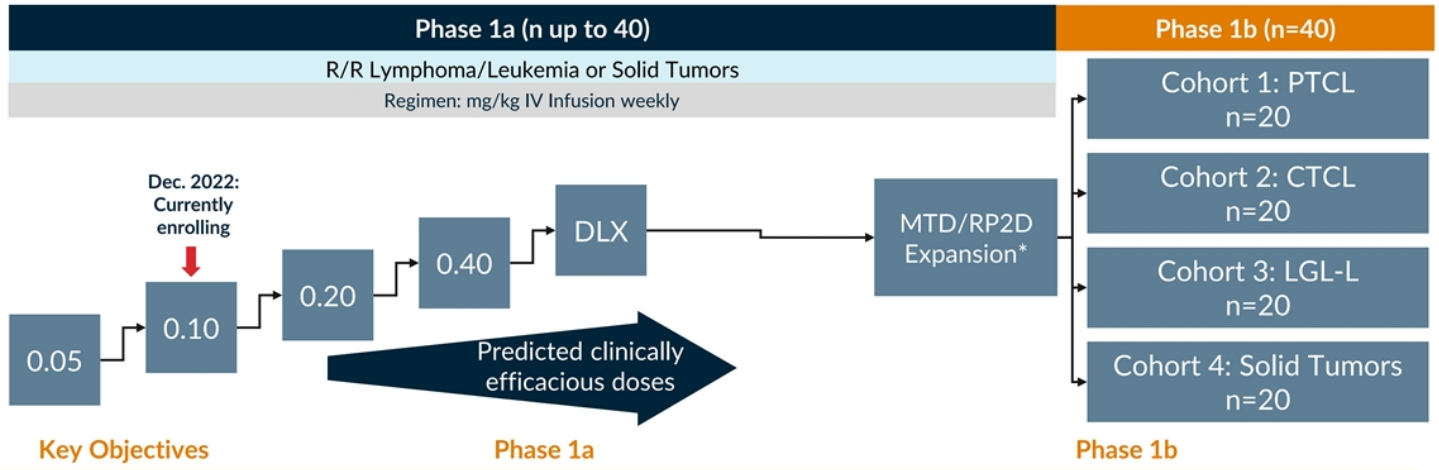 Phase 1a (n up to 40)
Phase 1b (n=40)
R/R Lymphoma/Leukemia or Solid Tumors
Regimen: mg/kg IV Infusion weekly
Dec. 2022:
Currently
enrolling
0.05
0.10
0.20
0.40
DLX
MTD/RP2D
Expansion*
Cohort 1: PTCL
n=20
Cohort 2: CTCL
n=20
Cohort 3: LGL-L
n=20
Cohort 4: Solid Tumors
n=20
Predicted clinically
efficacious doses
Key Objectives
Phase 1a
Phase 1b